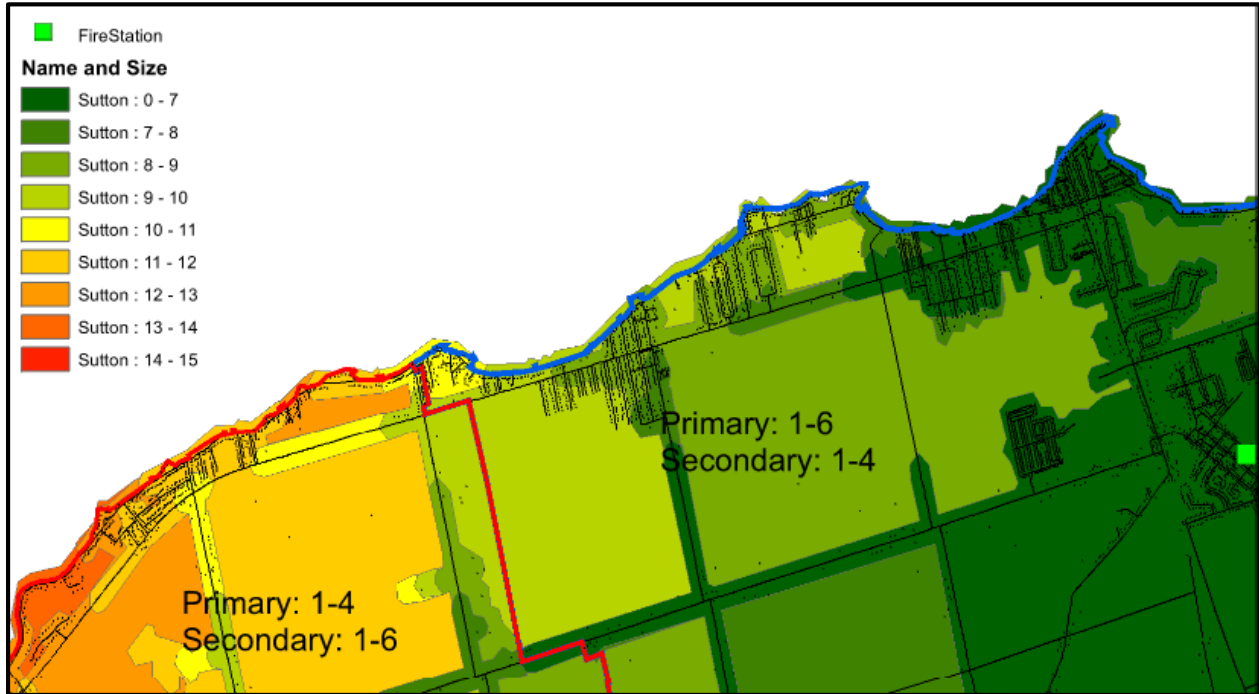 FireStation
Name and Size
Sutton : 0 - 7
Sutton : 7 - 8
Sutton : 8 - 9
Sutton : 9 - 10
Sutton : 10 - 11
Sutton : 11 - 12
Sutton : 12 - 13
Sutton : 13 - 14
Sutton : 14 - 15
Primary: 1-6
Secondary: 1-4
Primary: 1-4
Secondary: 1-6